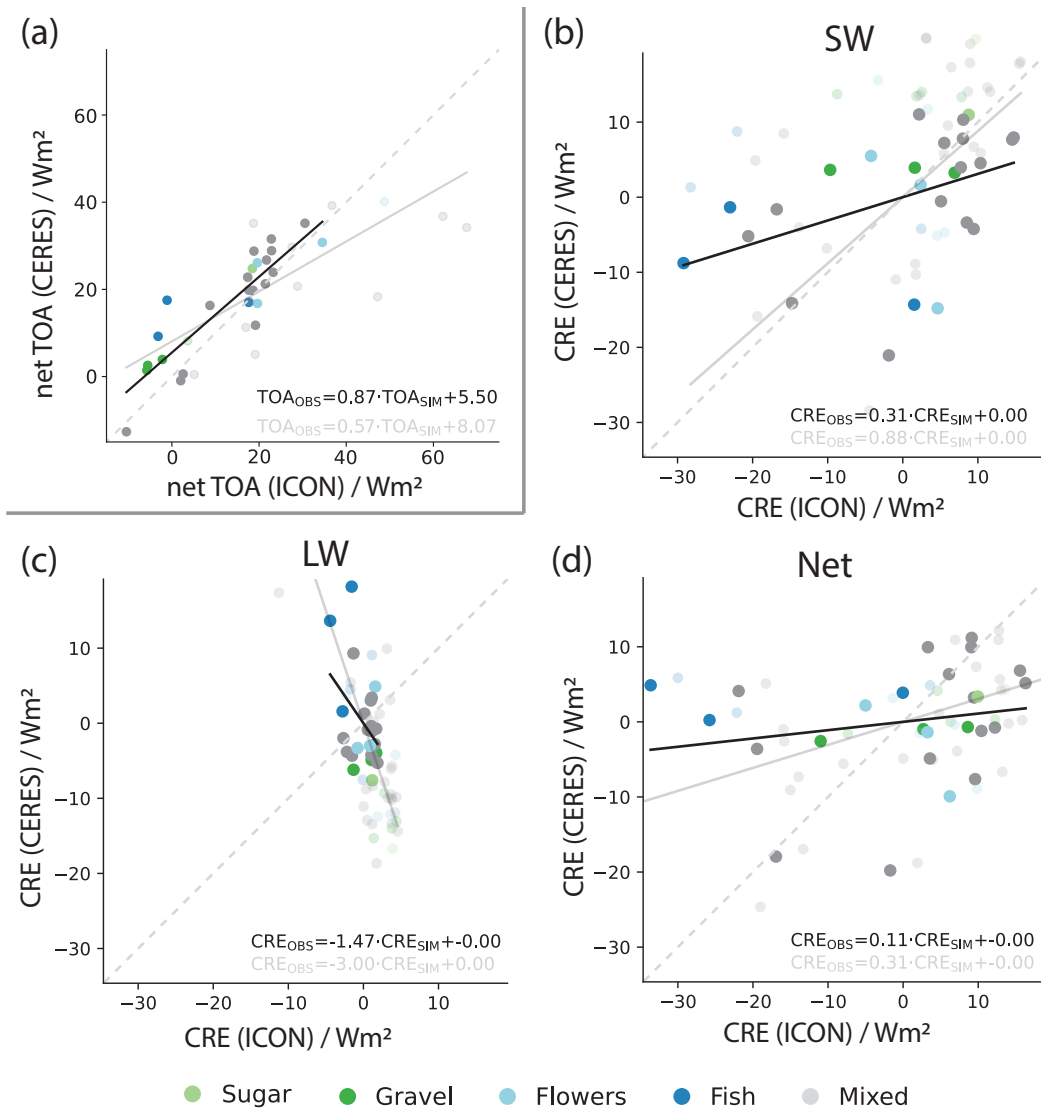 (a)
60
40
20
0
0
20
40
60
net TOA (CERES) / Wm²
net TOA (ICON) / Wm²
TOA_OBS=0.87·TOA_SIM+5.50
TOA_OBS=0.57·TOA_SIM+8.07
(b)
SW
10
0
−10
−20
−30
−30
−20
−10
0
10
CRE (CERES) / Wm²
CRE (ICON) / Wm²
CRE_OBS=0.31·CRE_SIM+0.00
CRE_OBS=0.88·CRE_SIM+0.00
(c)
LW
10
0
−10
−20
−30
−30
−20
−10
0
10
CRE (CERES) / Wm²
CRE (ICON) / Wm²
CRE_OBS=-1.47·CRE_SIM+-0.00
CRE_OBS=-3.00·CRE_SIM+0.00
(d)
Net
10
0
−10
−20
−30
−30
−20
−10
0
10
CRE (CERES) / Wm²
CRE (ICON) / Wm²
CRE_OBS=0.11·CRE_SIM+-0.00
CRE_OBS=0.31·CRE_SIM+-0.00
Sugar
Gravel
Flowers
Fish
Mixed